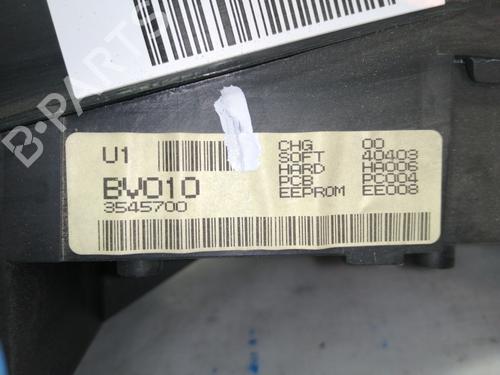 B-PARTS
U1
BV010
3545700
CHG 00
SOFT 40403
HARD HA006
PCB PC004
EEPROM EE008